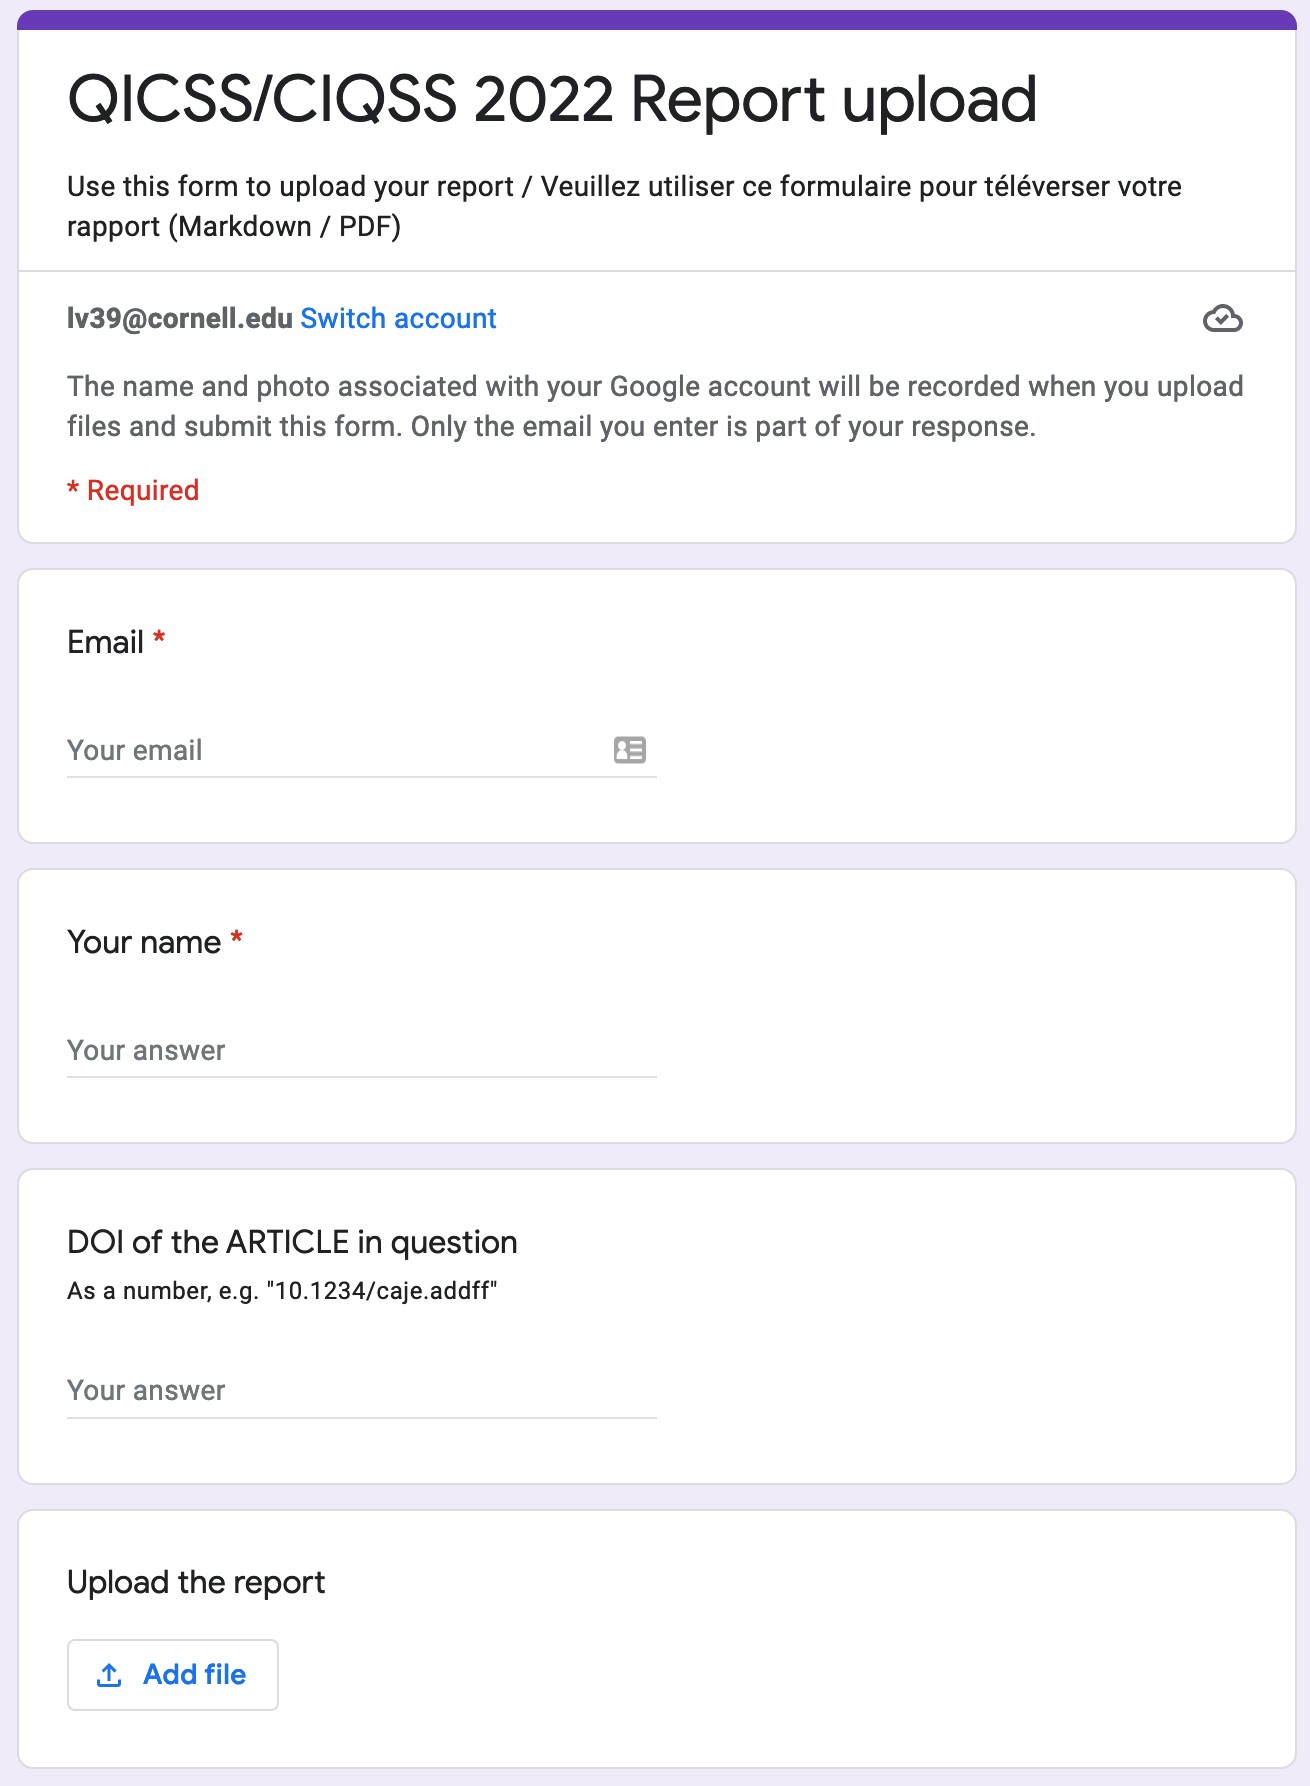 QICSS/CIQSS 2022 Report upload
Use this form to upload your report / Veuillez utiliser ce formulaire pour téléverser votre
rapport (Markdown / PDF)
lv39@cornell.edu Switch account
The name and photo associated with your Google account will be recorded when you upload
files and submit this form. Only the email you enter is part of your response.
* Required
Email *
Your email
Your name *
Your answer
DOI of the ARTICLE in question
As a number, e.g. "10.1234/caje.addff"
Your answer
Upload the report
Add file